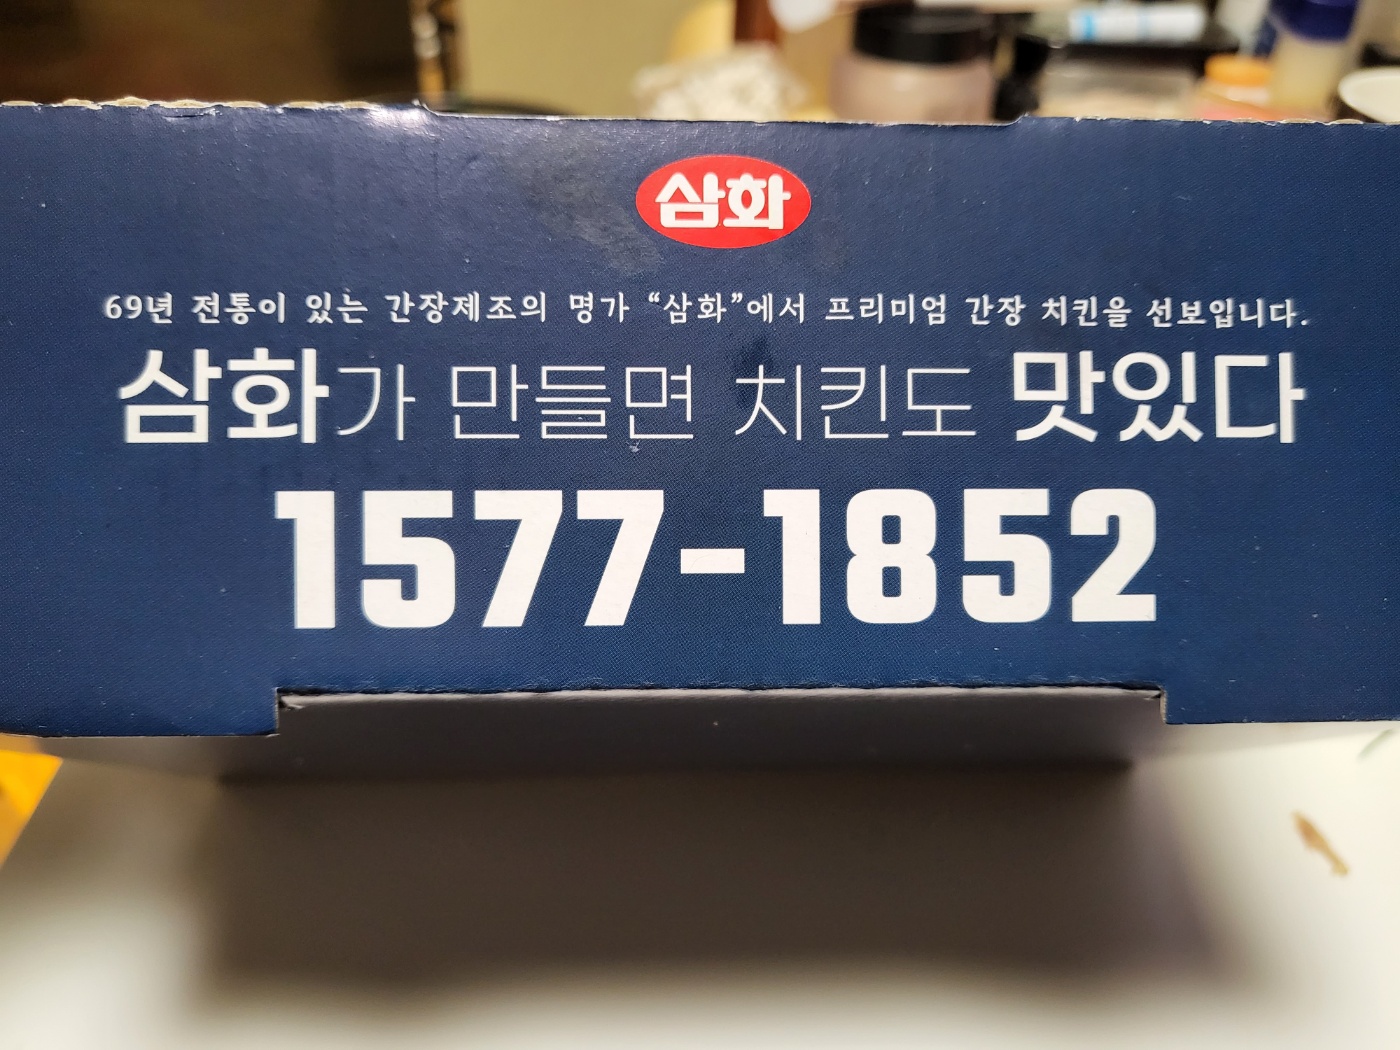 삼화
69년 전통이 있는 간장제조의 명가 “삼화”에서 프리미엄 간장 치킨을 선보입니다.
삼화가 만들면 치킨도 맛있다
1577-1852